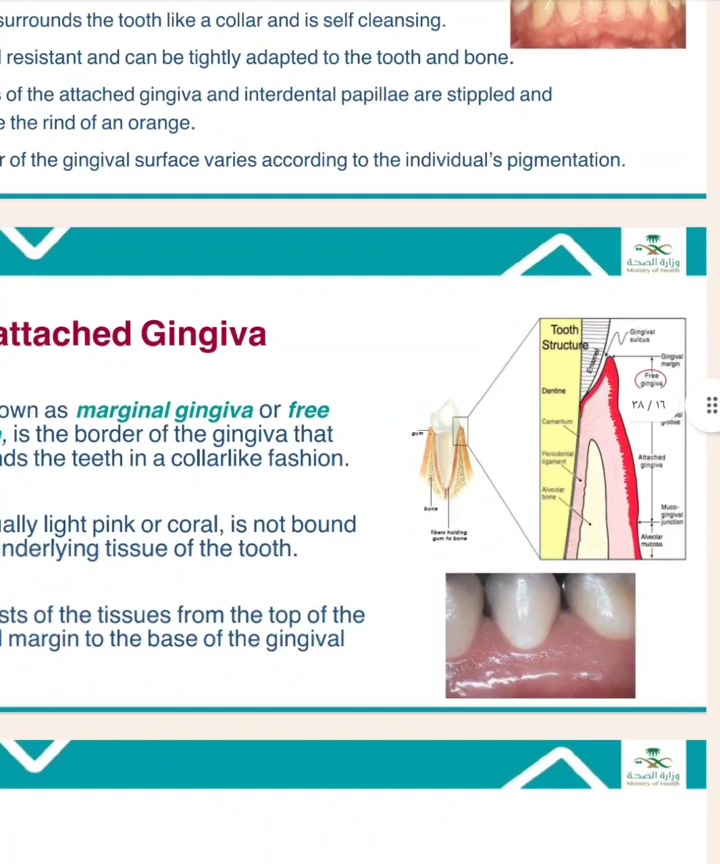 surrounds the tooth like a collar and is self cleansing.
resistant and can be tightly adapted to the tooth and bone.
of the attached gingiva and interdental papillae are stippled and
the rind of an orange.
of the gingival surface varies according to the individual's pigmentation.
وزارة الصحة
Ministry of Health
attached Gingiva
own as marginal gingiva or free
, is the border of the gingiva that
ds the teeth in a collarlike fashion.
ally light pink or coral, is not bound
nderlying tissue of the tooth.
sts of the tissues from the top of the
margin to the base of the gingival
gum
bone
fibers holding
gum to bone
Tooth
Structure
Enamel
Dentine
Cementum
Periodontal
ligament
Alveolar
bone
Gingival
sulcus
Gingival
margin
Free
gingiva
٣٨ / ١٦
groove
Attached
gingiva
Muco-
gingival
junction
Alveolar
mucosa
وزارة الصحة
Ministry of Health